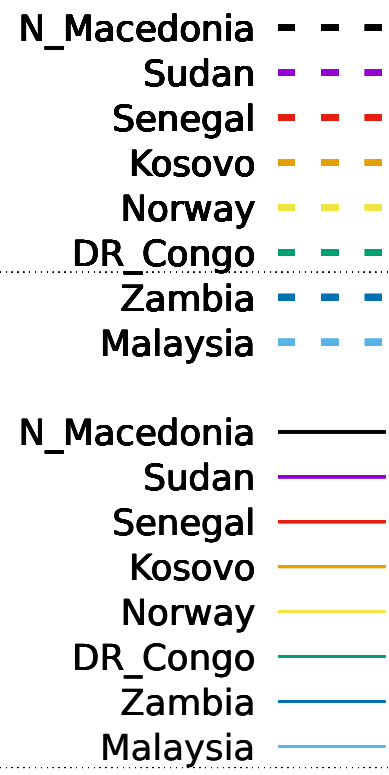 N_Macedonia
Sudan
Senegal
Kosovo
Norway
DR_Congo
Zambia
Malaysia
N_Macedonia
Sudan
Senegal
Kosovo
Norway
DR_Congo
Zambia
Malaysia